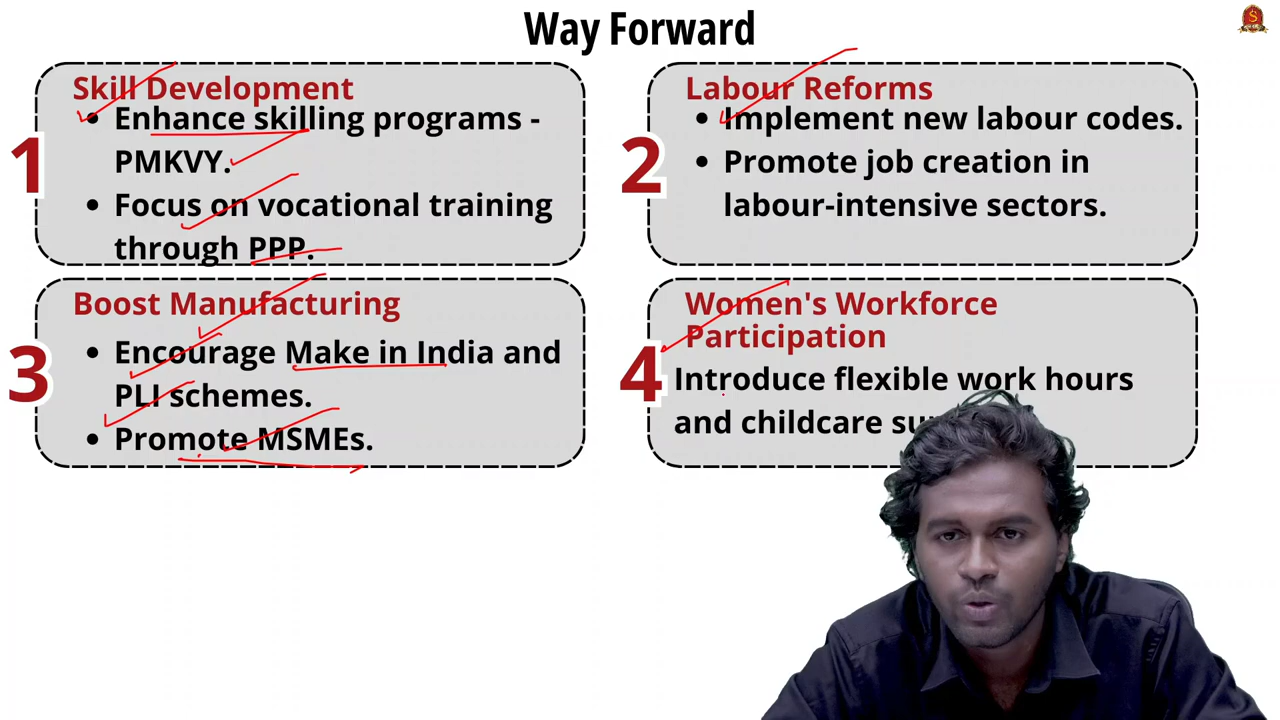 Way Forward
1
Skill Development
• Enhance skilling programs -
PMKVY.
• Focus on vocational training
through PPP.
2
Labour Reforms
• Implement new labour codes.
• Promote job creation in
labour-intensive sectors.
3
Boost Manufacturing
• Encourage Make in India and
PLI schemes.
• Promote MSMEs.
4
Women's Workforce
Participation
Introduce flexible work hours
and childcare